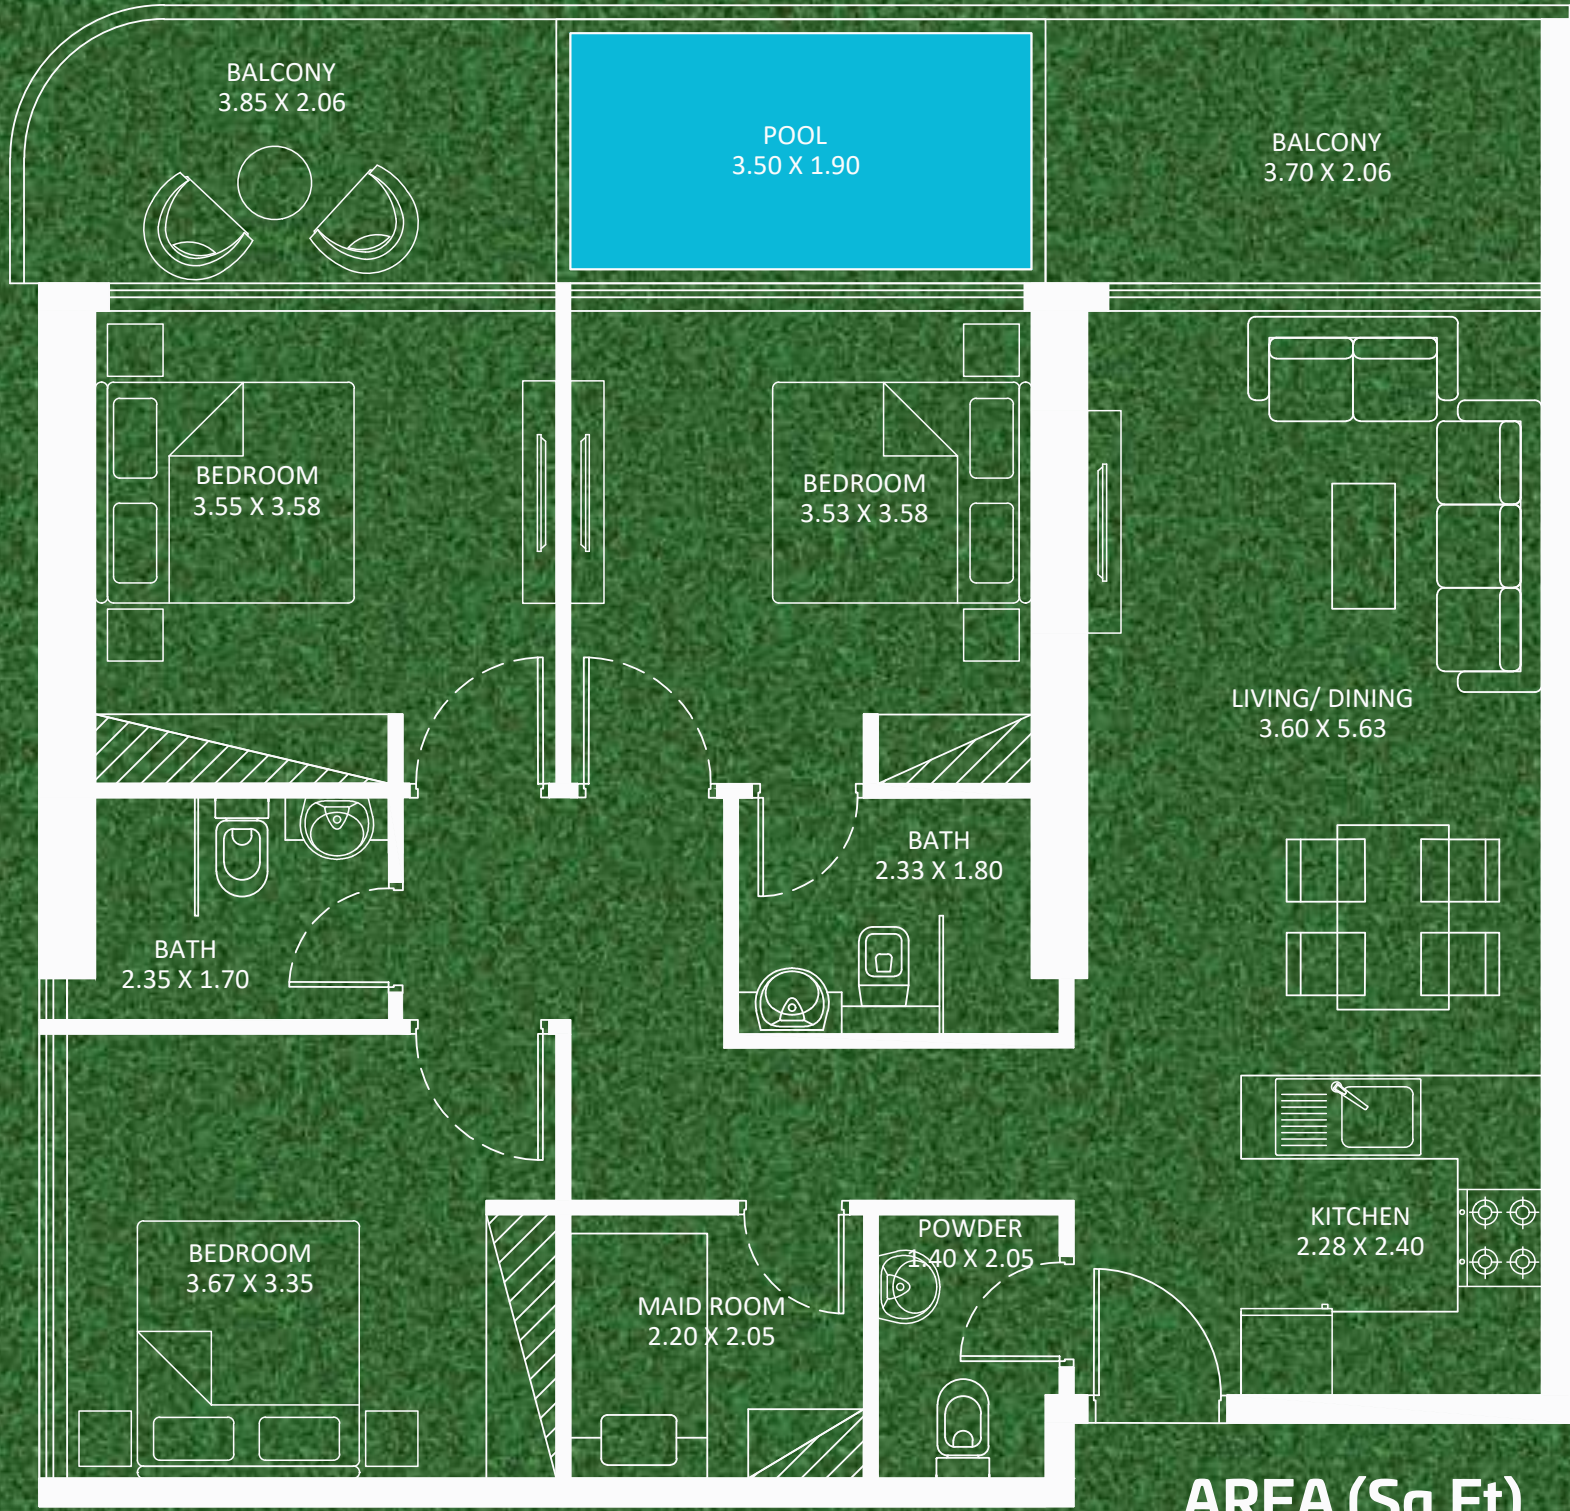 BALCONY
3.85 X 2.06
POOL
3.50 X 1.90
BALCONY
3.70 X 2.06
BEDROOM
3.55 X 3.58
BEDROOM
3.53 X 3.58
LIVING/ DINING
3.60 X 5.63
BATH
2.33 X 1.80
BATH
2.35 X 1.70
KITCHEN
2.28 X 2.40
POWDER
1.40 X 2.05
BEDROOM
3.67 X 3.35
MAID ROOM
2.20 X 2.05
AREA (Sq.Ft)